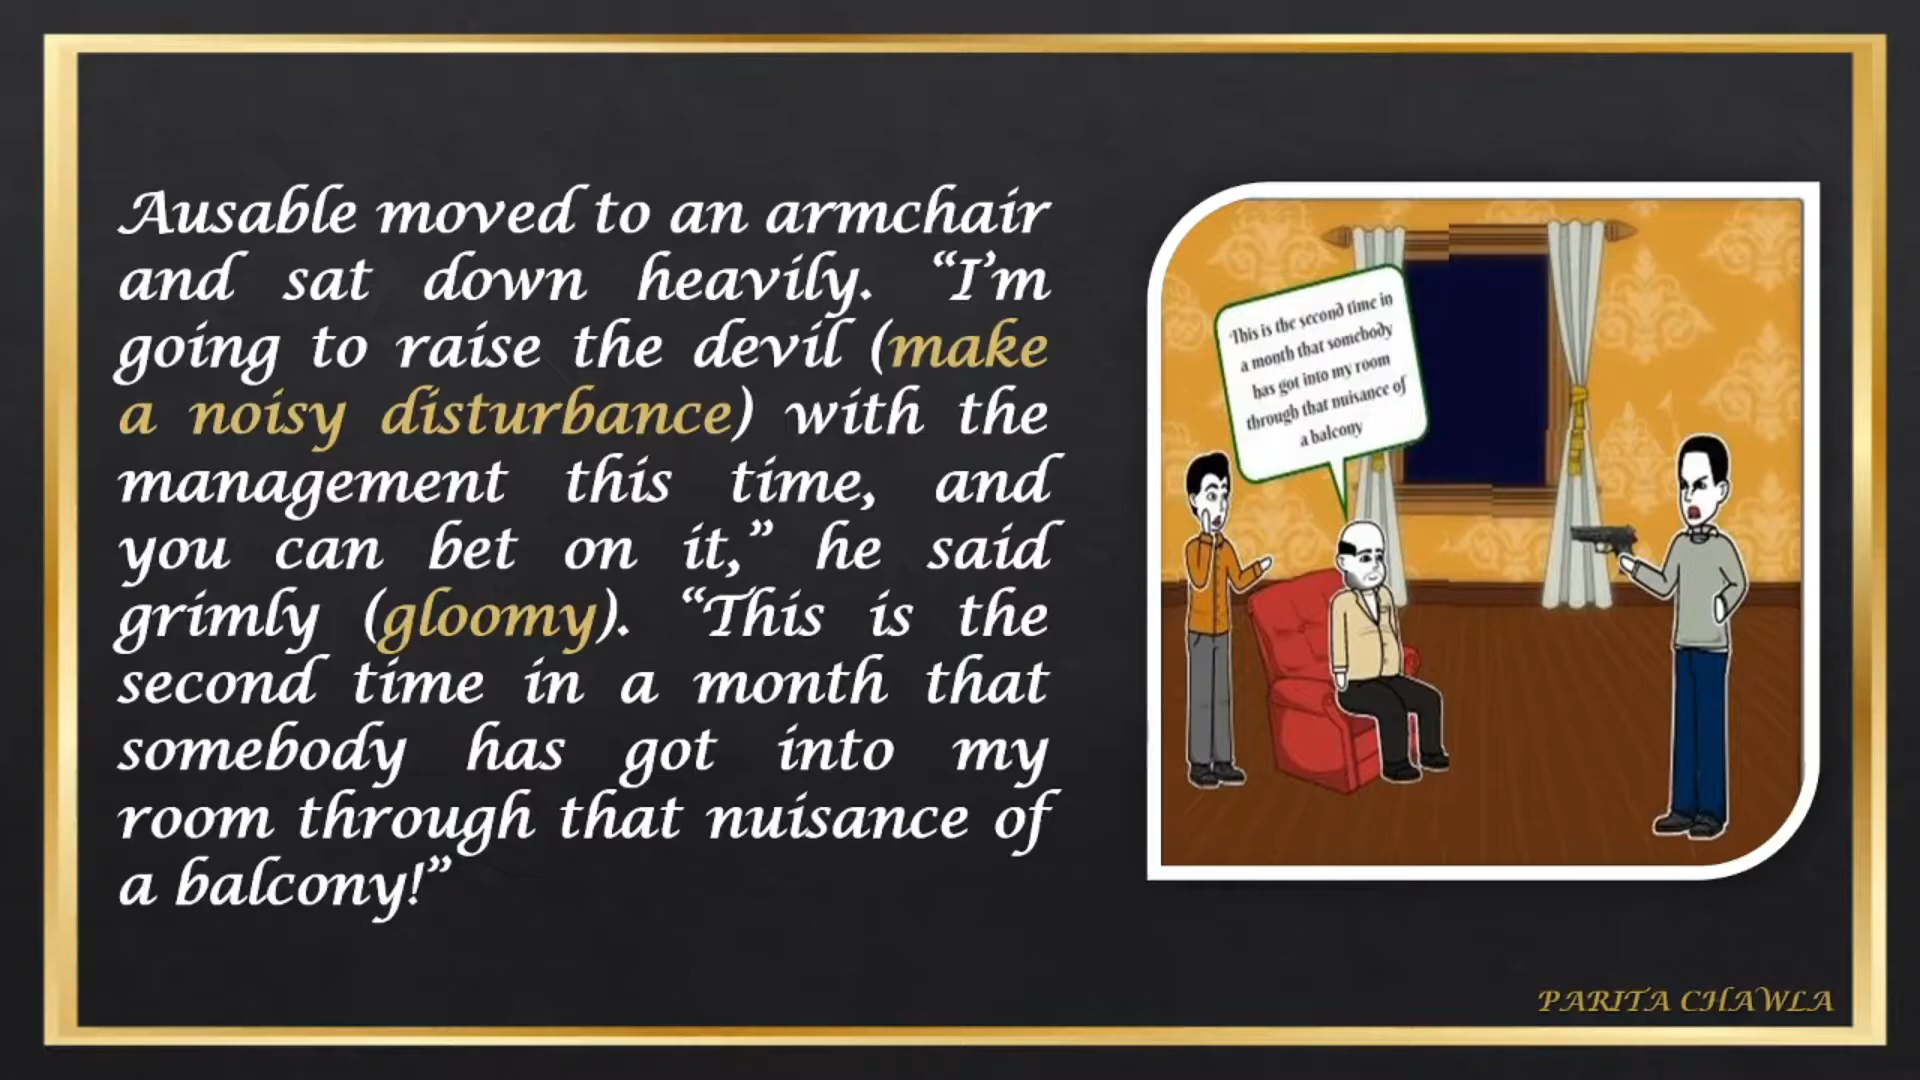 Ausable moved to an armchair
and sat down heavily. “I’m
going to raise the devil (make
a noisy disturbance) with the
management this time, and
you can bet on it,” he said
grimly (gloomy). “This is the
second time in a month that
somebody has got into my
room through that nuisance of
a balcony!”
This is the second time in
a month that somebody
has got into my room
through that nuisance of
a balcony
PARITA CHAWLA